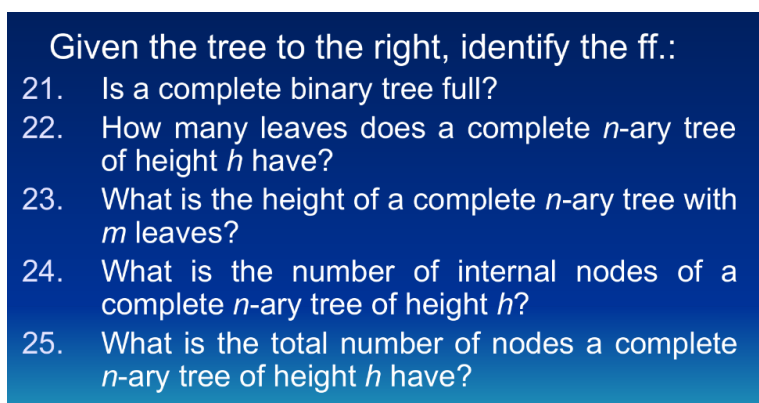 Given the tree to the right, identify the ff.:
21. Is a complete binary tree full?
22. How many leaves does a complete n-ary tree
of height h have?
23. What is the height of a complete n-ary tree with
m leaves?
24. What is the number of internal nodes of a
complete n-ary tree of height h?
25. What is the total number of nodes a complete
n-ary tree of height h have?